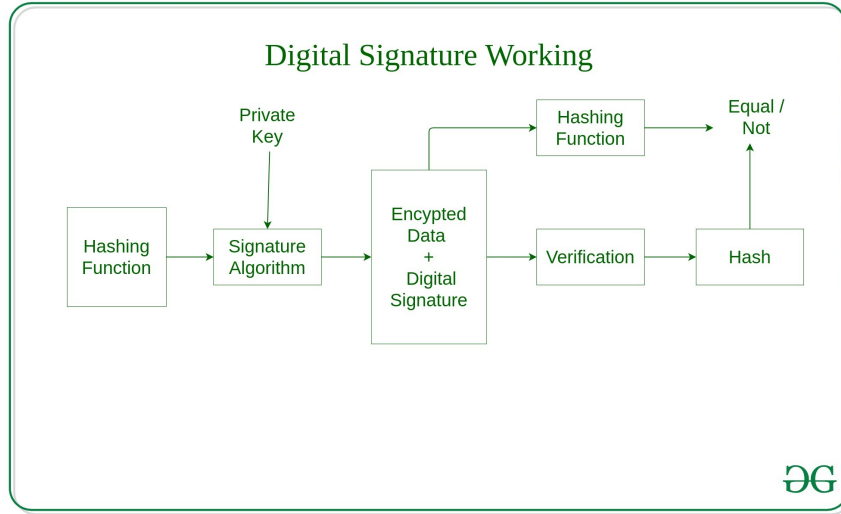 Digital Signature Working
Private
Key
Hashing
Function
Equal /
Not
Hashing
Function
Signature
Algorithm
Encypted
Data
+
Digital
Signature
Verification
Hash